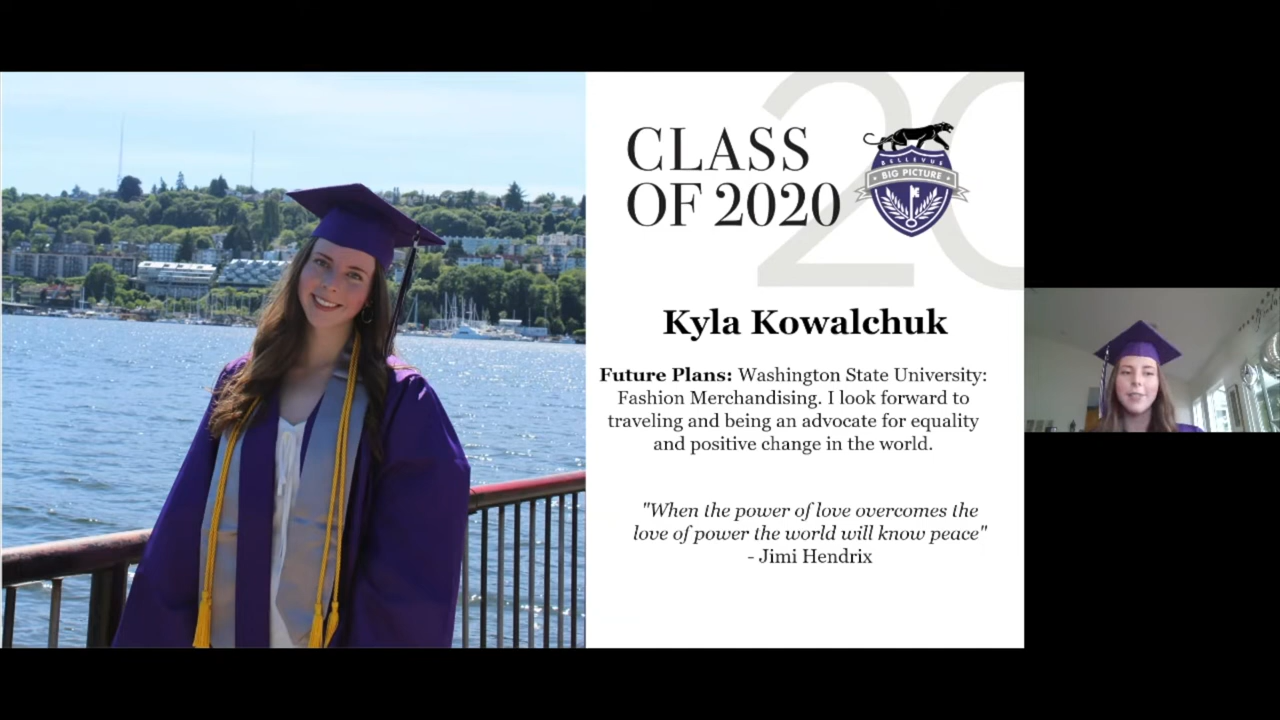 CLASS
OF 2020
20
BELLEVUE
BIG PICTURE
Kyla Kowalchuk
Future Plans: Washington State University:
Fashion Merchandising. I look forward to
traveling and being an advocate for equality
and positive change in the world.
"When the power of love overcomes the
love of power the world will know peace"
- Jimi Hendrix